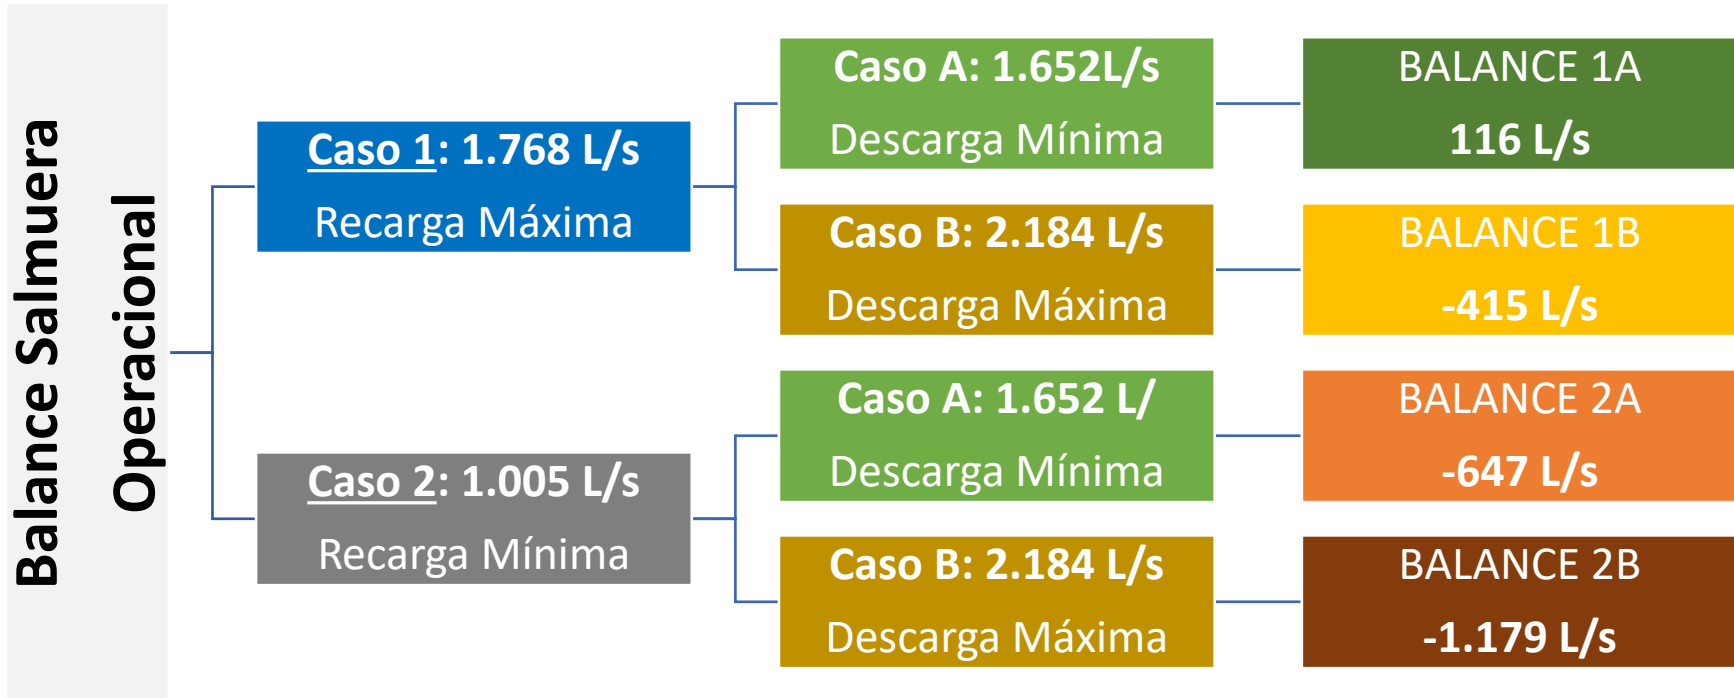 Balance Salmuera
Operacional
Caso 1: 1.768 L/s
Recarga Máxima
Caso A: 1.652L/s
Descarga Mínima
BALANCE 1A
116 L/s
Caso B: 2.184 L/s
Descarga Máxima
BALANCE 1B
-415 L/s
Caso 2: 1.005 L/s
Recarga Mínima
Caso A: 1.652 L/
Descarga Mínima
BALANCE 2A
-647 L/s
Caso B: 2.184 L/s
Descarga Máxima
BALANCE 2B
-1.179 L/s